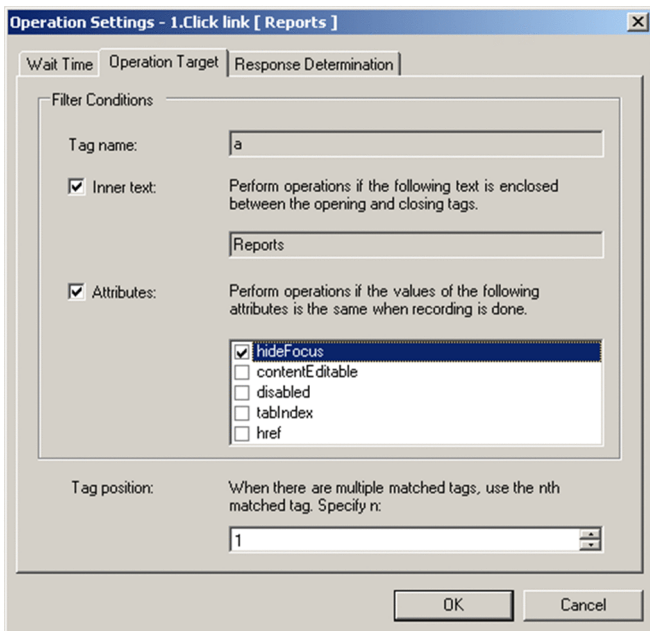 Operation Settings - 1.Click link [ Reports ]
Wait Time Operation Target Response Determination
Filter Conditions
Tag name: a
Inner text: Perform operations if the following text is enclosed
between the opening and closing tags.
Reports
Attributes: Perform operations if the values of the following
attributes is the same when recording is done.
hideFocus
contentEditable
disabled
tabIndex
href
Tag position: When there are multiple matched tags, use the nth
matched tag. Specify n:
1
OK Cancel